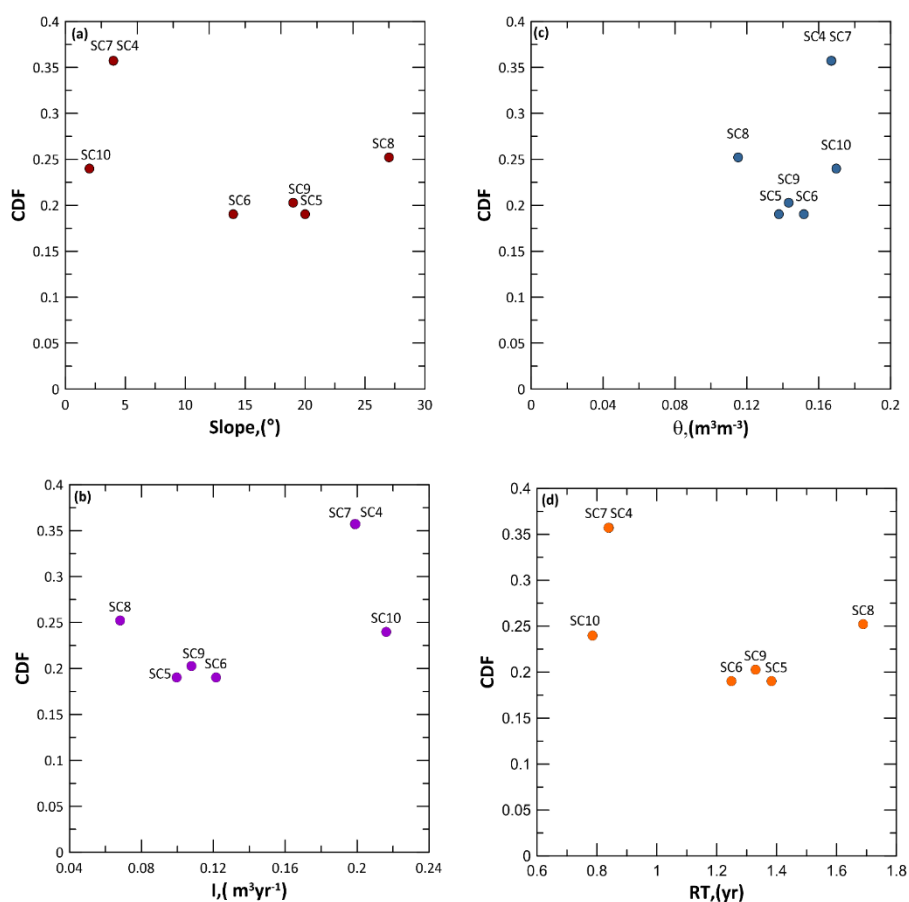 (a)
0.4
0.35
0.3
0.25
0.2
0.15
0.1
0.05
0
CDF
SC7 SC4
SC10
SC8
SC6
SC9
SC5
0 5 10 15 20 25 30
Slope,(°)
(c)
0.4
0.35
0.3
0.25
0.2
0.15
0.1
0.05
0
CDF
SC4 SC7
SC8
SC10
SC9
SC5
SC6
0 0.04 0.08 0.12 0.16 0.2
θ,(m³m⁻³)
(b)
0.4
0.35
0.3
0.25
0.2
0.15
0.1
0.05
0
CDF
SC7 SC4
SC8
SC10
SC9
SC5
SC6
0.04 0.08 0.12 0.16 0.2 0.24
I,( m³yr⁻¹)
(d)
0.4
0.35
0.3
0.25
0.2
0.15
0.1
0.05
0
CDF
SC7 SC4
SC10
SC8
SC9
SC6
SC5
0.6 0.8 1 1.2 1.4 1.6 1.8
RT,(yr)